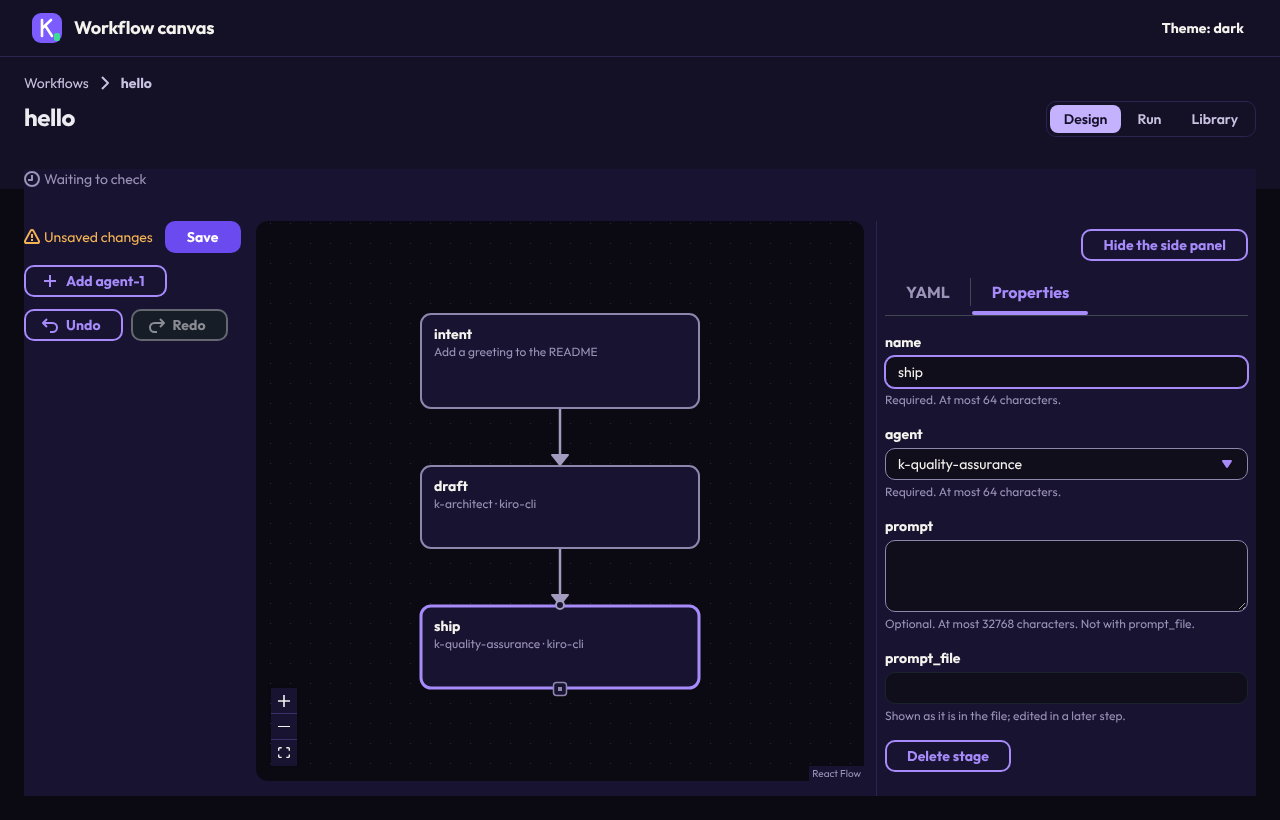 K
Workflow canvas
Theme: dark
Workflows
hello
hello
Design
Run
Library
Waiting to check
Unsaved changes
Save
Add agent-1
Undo
Redo
intent
Add a greeting to the README
draft
k-architect · kiro-cli
ship
k-quality-assurance · kiro-cli
React Flow
Hide the side panel
YAML
Properties
name
ship
Required. At most 64 characters.
agent
k-quality-assurance
Required. At most 64 characters.
prompt
Optional. At most 32768 characters. Not with prompt_file.
prompt_file
Shown as it is in the file; edited in a later step.
Delete stage